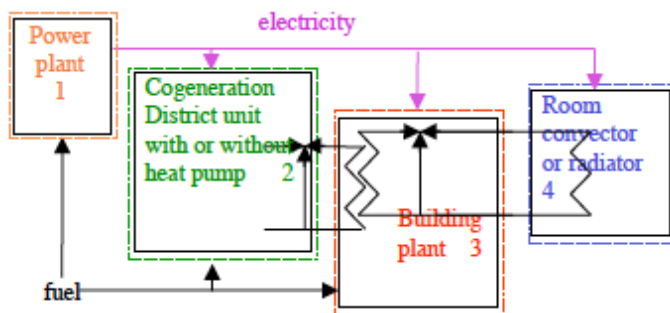 electricity
Power
plant
1
Cogeneration
District unit
with or without
heat pump 2
Building
plant 3
Room
convector
or radiator
4
fuel